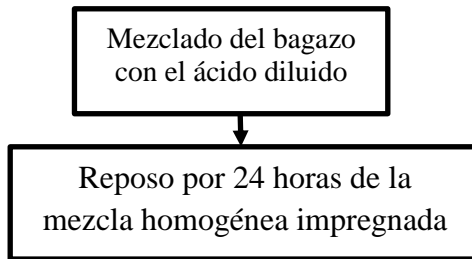 Mezclado del bagazo
con el ácido diluido
Reposo por 24 horas de la
mezcla homogénea impregnada